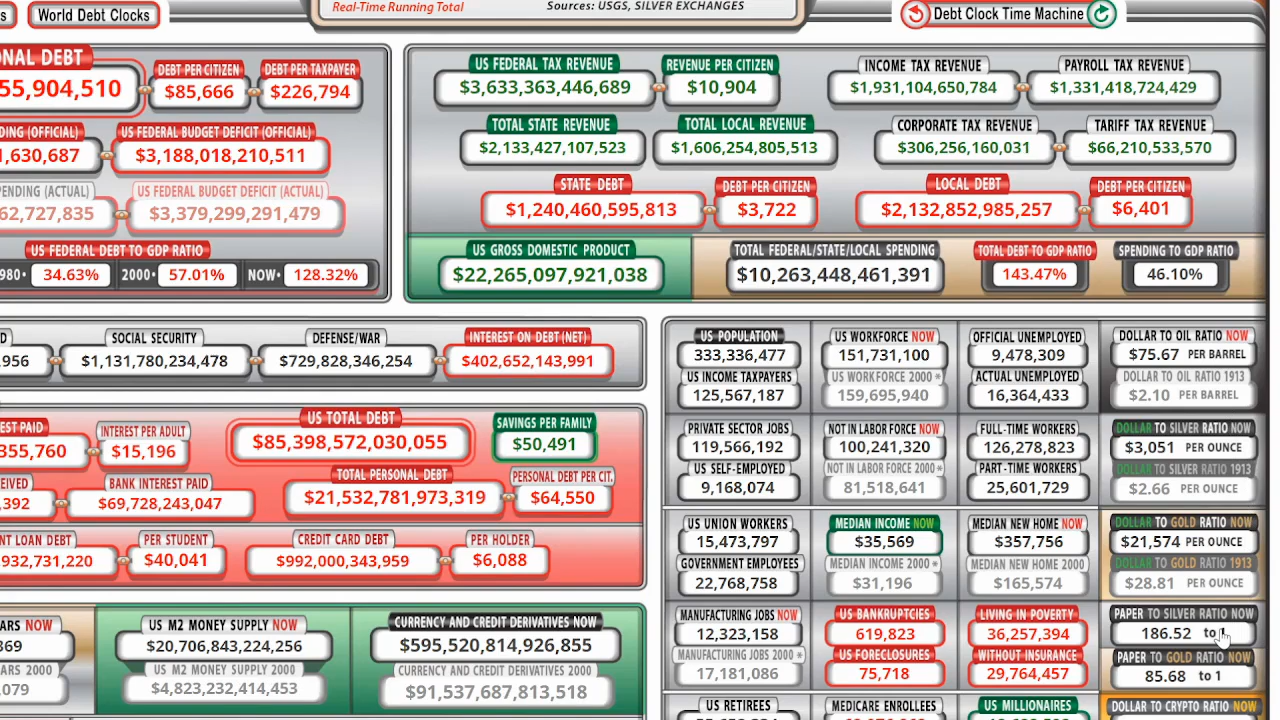 s
World Debt Clocks
Real-Time Running Total
Sources: USGS, SILVER EXCHANGES
Debt Clock Time Machine
ONAL DEBT
55,904,510
DEBT PER CITIZEN
$85,666
DEBT PER TAXPAYER
$226,794
DING (OFFICIAL)
1,630,687
US FEDERAL BUDGET DEFICIT (OFFICIAL)
$3,188,018,210,511
PENDING (ACTUAL)
62,727,835
US FEDERAL BUDGET DEFICIT (ACTUAL)
$3,379,299,291,479
US FEDERAL DEBT TO GDP RATIO
980• 34.63% 2000• 57.01% NOW• 128.32%
US FEDERAL TAX REVENUE
$3,633,363,446,689
REVENUE PER CITIZEN
$10,904
INCOME TAX REVENUE
$1,931,104,650,784
PAYROLL TAX REVENUE
$1,331,418,724,429
TOTAL STATE REVENUE
$2,133,427,107,523
TOTAL LOCAL REVENUE
$1,606,254,805,513
CORPORATE TAX REVENUE
$306,256,160,031
TARIFF TAX REVENUE
$66,210,533,570
STATE DEBT
$1,240,460,595,813
DEBT PER CITIZEN
$3,722
LOCAL DEBT
$2,132,852,985,257
DEBT PER CITIZEN
$6,401
US GROSS DOMESTIC PRODUCT
$22,265,097,921,038
TOTAL FEDERAL/STATE/LOCAL SPENDING
$10,263,448,461,391
TOTAL DEBT TO GDP RATIO
143.47%
SPENDING TO GDP RATIO
46.10%
D
956
SOCIAL SECURITY
$1,131,780,234,478
DEFENSE/WAR
$729,828,346,254
INTEREST ON DEBT (NET)
$402,652,143,991
EST PAID
355,760
INTEREST PER ADULT
$15,196
US TOTAL DEBT
$85,398,572,030,055
SAVINGS PER FAMILY
$50,491
EIVED
,392
BANK INTEREST PAID
$69,728,243,047
TOTAL PERSONAL DEBT
$21,532,781,973,319
PERSONAL DEBT PER CIT.
$64,550
NT LOAN DEBT
932,731,220
PER STUDENT
$40,041
CREDIT CARD DEBT
$992,000,343,959
PER HOLDER
$6,088
ARS NOW
369
ARS 2000
,079
US M2 MONEY SUPPLY NOW
$20,706,843,224,256
US M2 MONEY SUPPLY 2000
$4,823,232,414,453
CURRENCY AND CREDIT DERIVATIVES NOW
$595,520,814,926,855
CURRENCY AND CREDIT DERIVATIVES 2000
$91,537,687,813,518
US POPULATION
333,336,477
US INCOME TAXPAYERS
125,567,187
US WORKFORCE NOW
151,731,100
US WORKFORCE 2000 *
159,695,940
OFFICIAL UNEMPLOYED
9,478,309
ACTUAL UNEMPLOYED
16,364,433
DOLLAR TO OIL RATIO NOW
$75.67 PER BARREL
DOLLAR TO OIL RATIO 1913
$2.10 PER BARREL
PRIVATE SECTOR JOBS
119,566,192
US SELF-EMPLOYED
9,168,074
NOT IN LABOR FORCE NOW
100,241,320
NOT IN LABOR FORCE 2000 *
81,518,641
FULL-TIME WORKERS
126,278,823
PART-TIME WORKERS
25,601,729
DOLLAR TO SILVER RATIO NOW
$3,051 PER OUNCE
DOLLAR TO SILVER RATIO 1913
$2.66 PER OUNCE
US UNION WORKERS
15,473,797
GOVERNMENT EMPLOYEES
22,768,758
MEDIAN INCOME NOW
$35,569
MEDIAN INCOME 2000 *
$31,196
MEDIAN NEW HOME NOW
$357,756
MEDIAN NEW HOME 2000
$165,574
DOLLAR TO GOLD RATIO NOW
$21,574 PER OUNCE
DOLLAR TO GOLD RATIO 1913
$28.81 PER OUNCE
MANUFACTURING JOBS NOW
12,323,158
MANUFACTURING JOBS 2000 *
17,181,086
US BANKRUPTCIES
619,823
US FORECLOSURES
75,718
LIVING IN POVERTY
36,257,394
WITHOUT INSURANCE
29,764,457
PAPER TO SILVER RATIO NOW
186.52 to 1
PAPER TO GOLD RATIO NOW
85.68 to 1
US RETIREES
MEDICARE ENROLLEES
US MILLIONAIRES
DOLLAR TO CRYPTO RATIO NOW